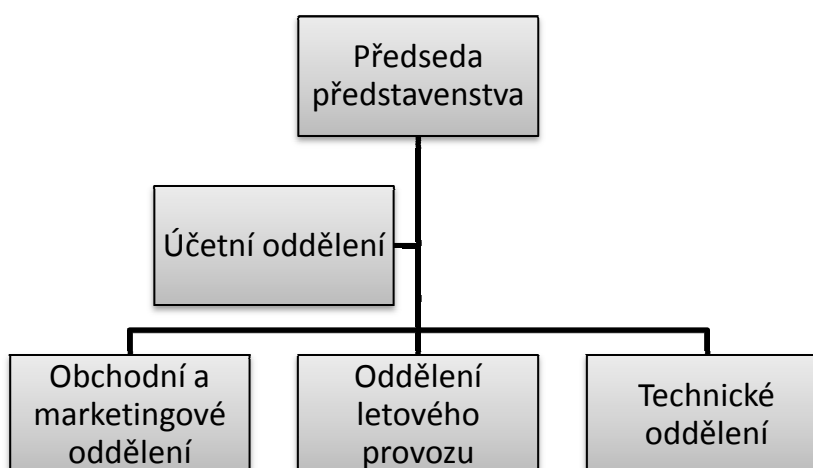 Předseda
představenstva
Účetní oddělení
Obchodní a
marketingové
oddělení
Oddělení
letového
provozu
Technické
oddělení